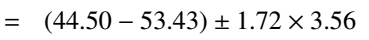 = (44.50 − 53.43) ± 1.72 × 3.56